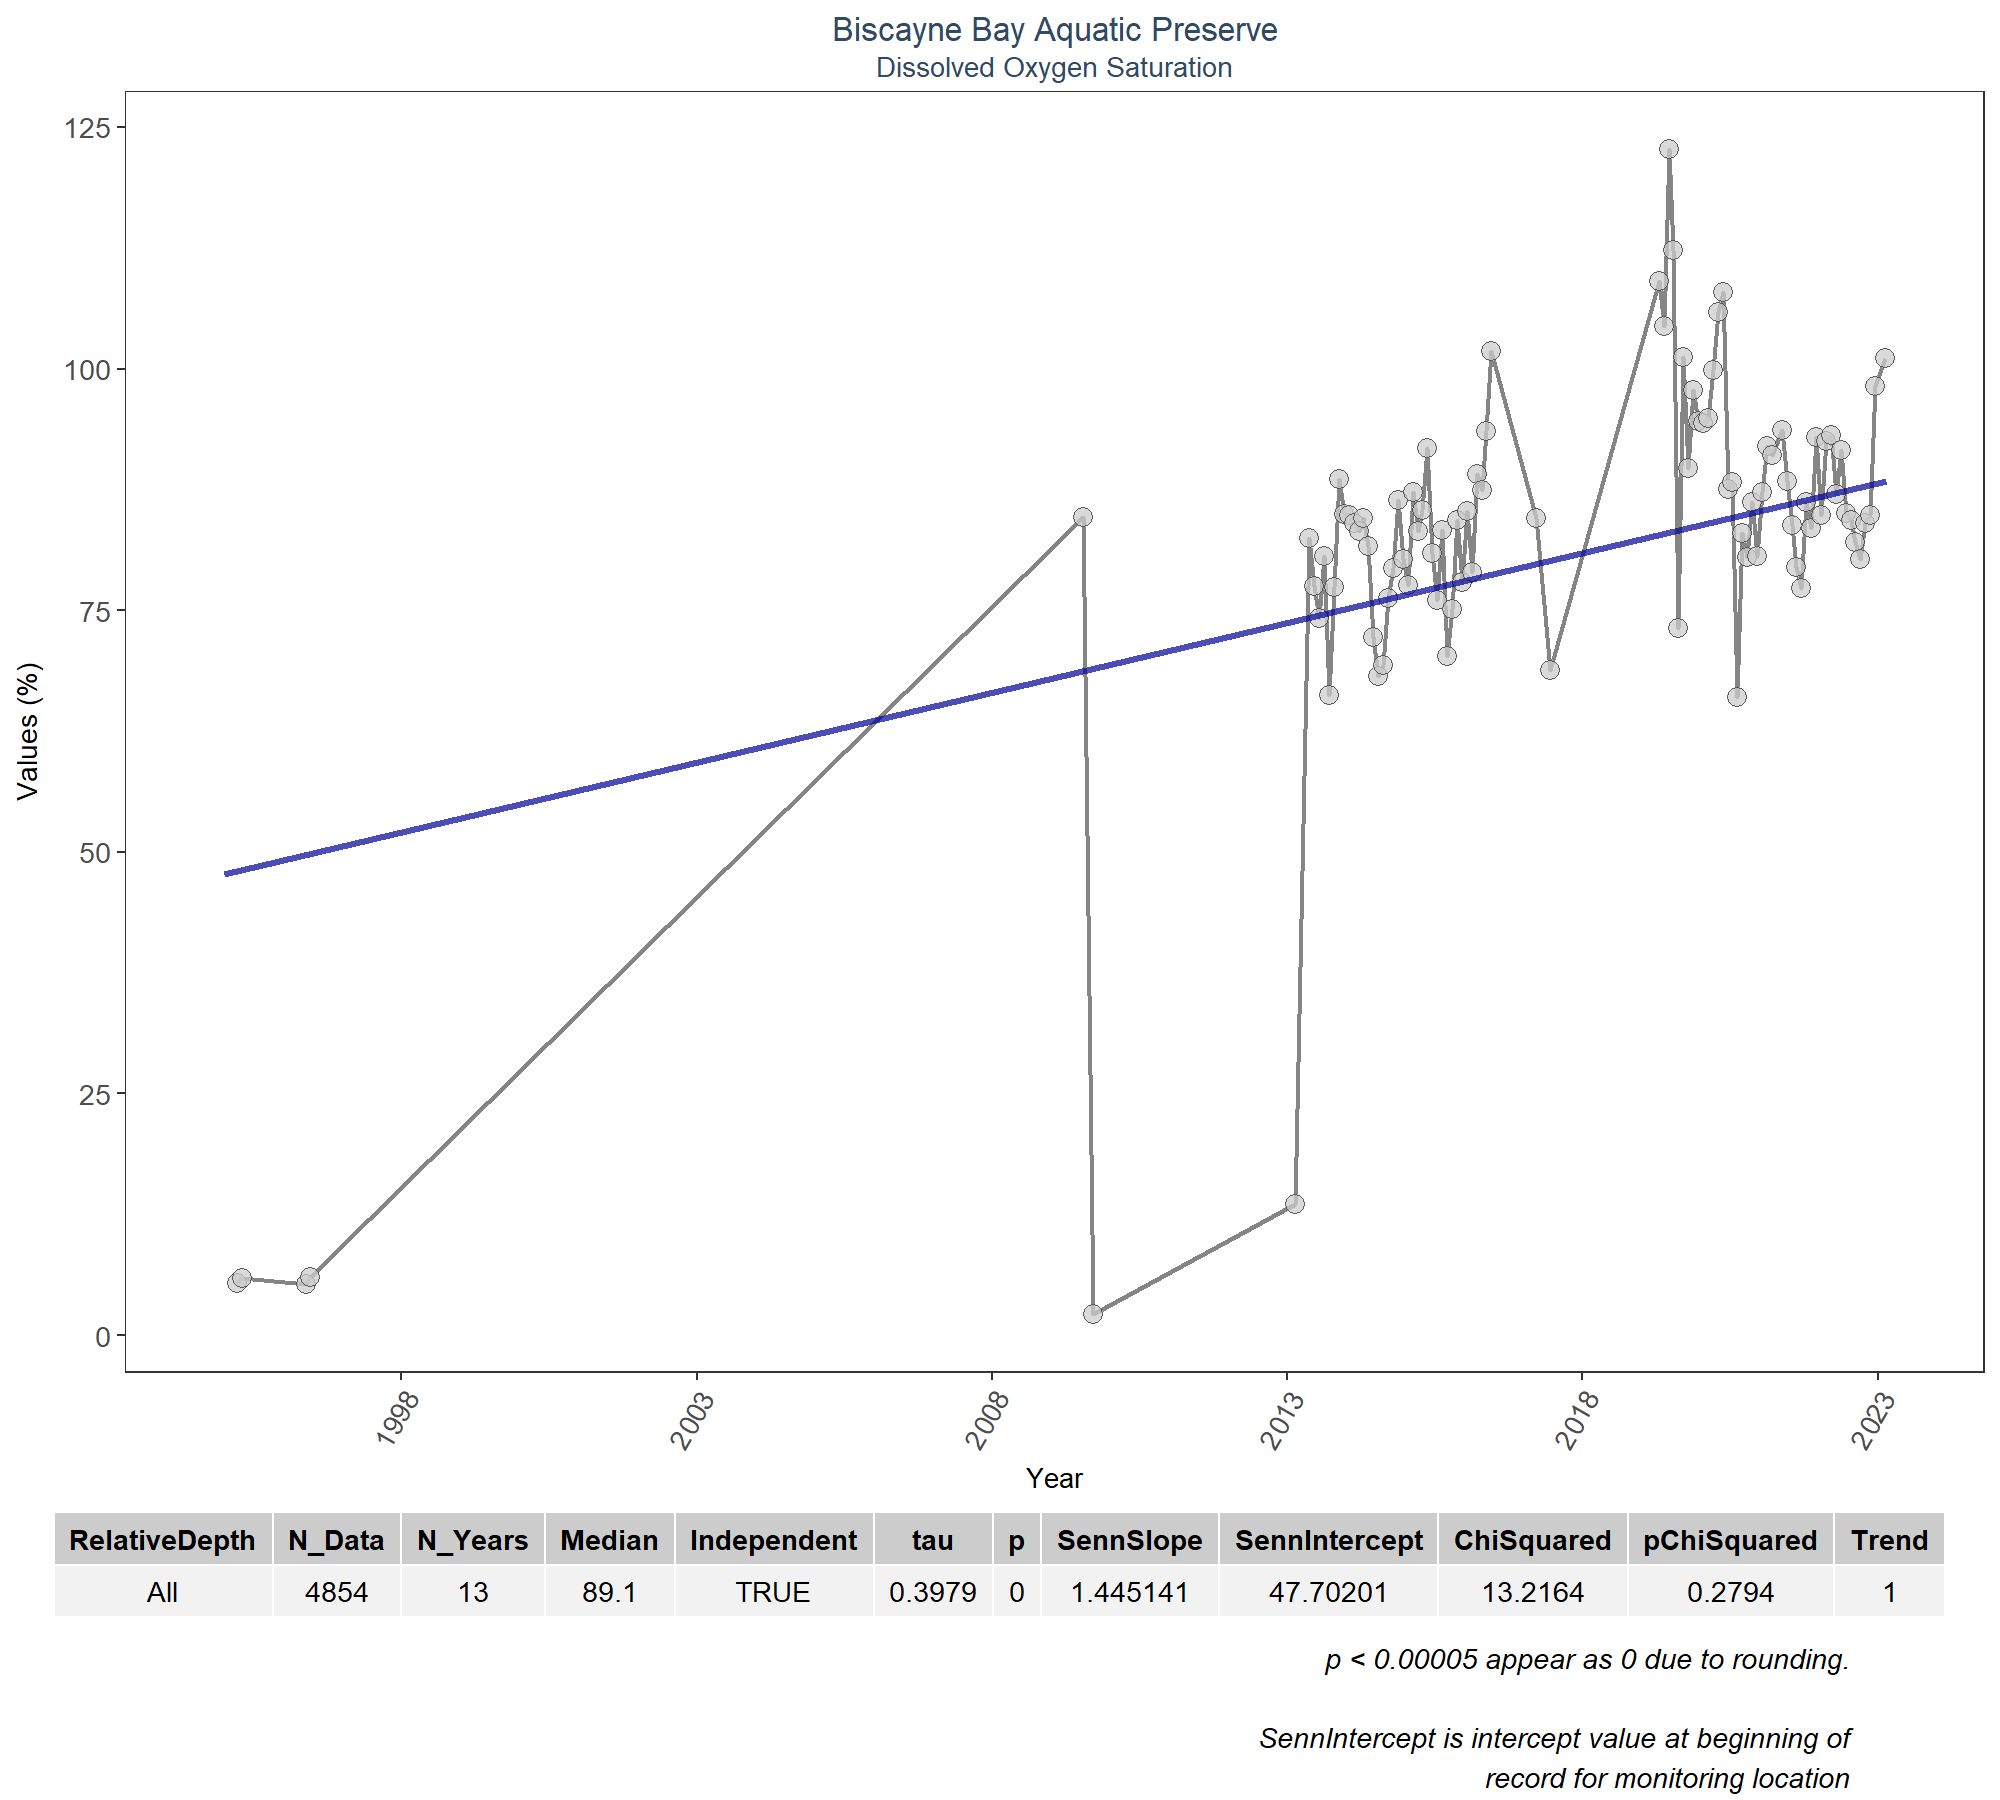 Biscayne Bay Aquatic Preserve
Dissolved Oxygen Saturation
125
100
75
50
25
0
Values (%)
1998
2003
2008
2013
2018
2023
Year
RelativeDepth N_Data N_Years Median Independent tau p SennSlope SennIntercept ChiSquared pChiSquared Trend
All 4854 13 89.1 TRUE 0.3979 0 1.445141 47.70201 13.2164 0.2794 1
p < 0.00005 appear as 0 due to rounding.
SennIntercept is intercept value at beginning of
record for monitoring location